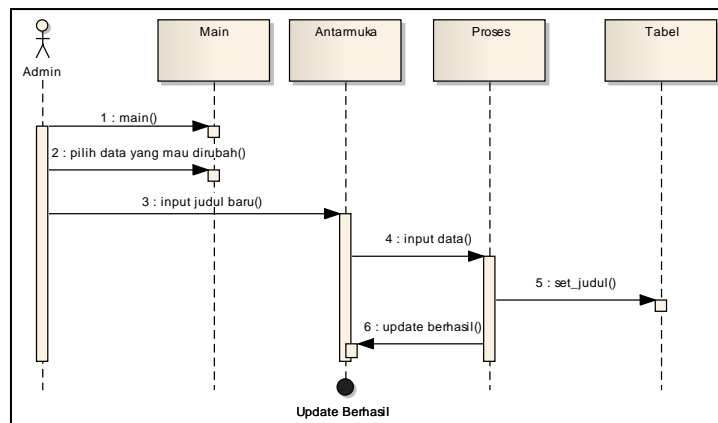 Main
Antarmuka
Proses
Tabel
Admin
1 : main()
2 : pilih data yang mau dirubah()
3 : input judul baru()
4 : input data()
5 : set_judul()
6 : update berhasil()
Update Berhasil